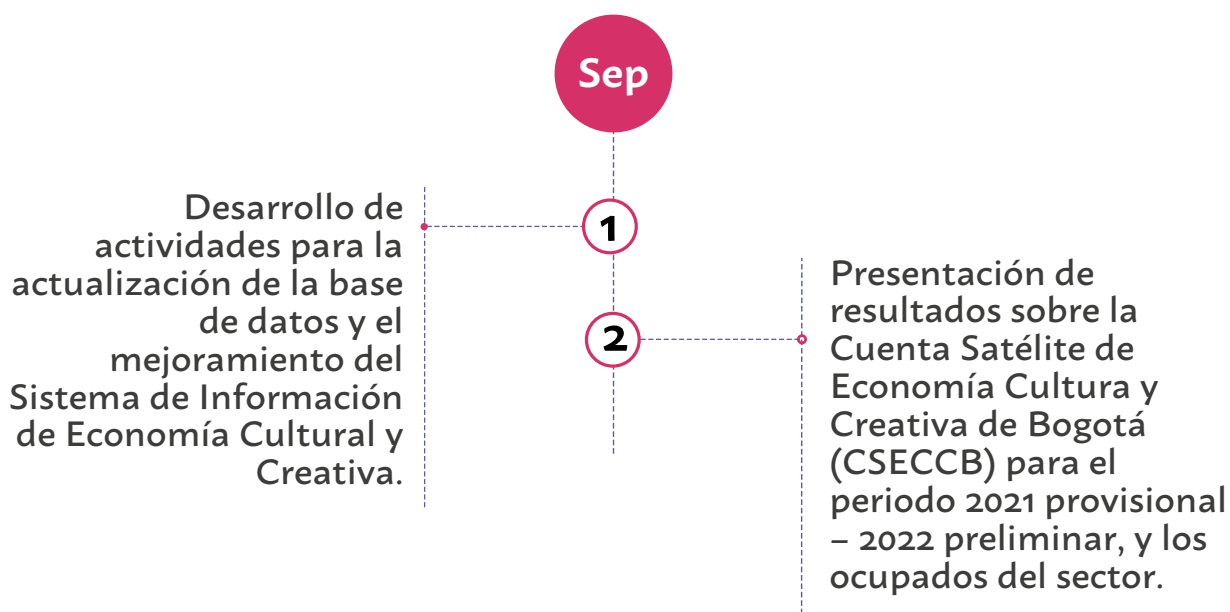 Sep
1
Desarrollo de
actividades para la
actualización de la base
de datos y el
mejoramiento del
Sistema de Información
de Economía Cultural y
Creativa.
2
Presentación de
resultados sobre la
Cuenta Satélite de
Economía Cultura y
Creativa de Bogotá
(CSECCB) para el
periodo 2021 provisional
– 2022 preliminar, y los
ocupados del sector.